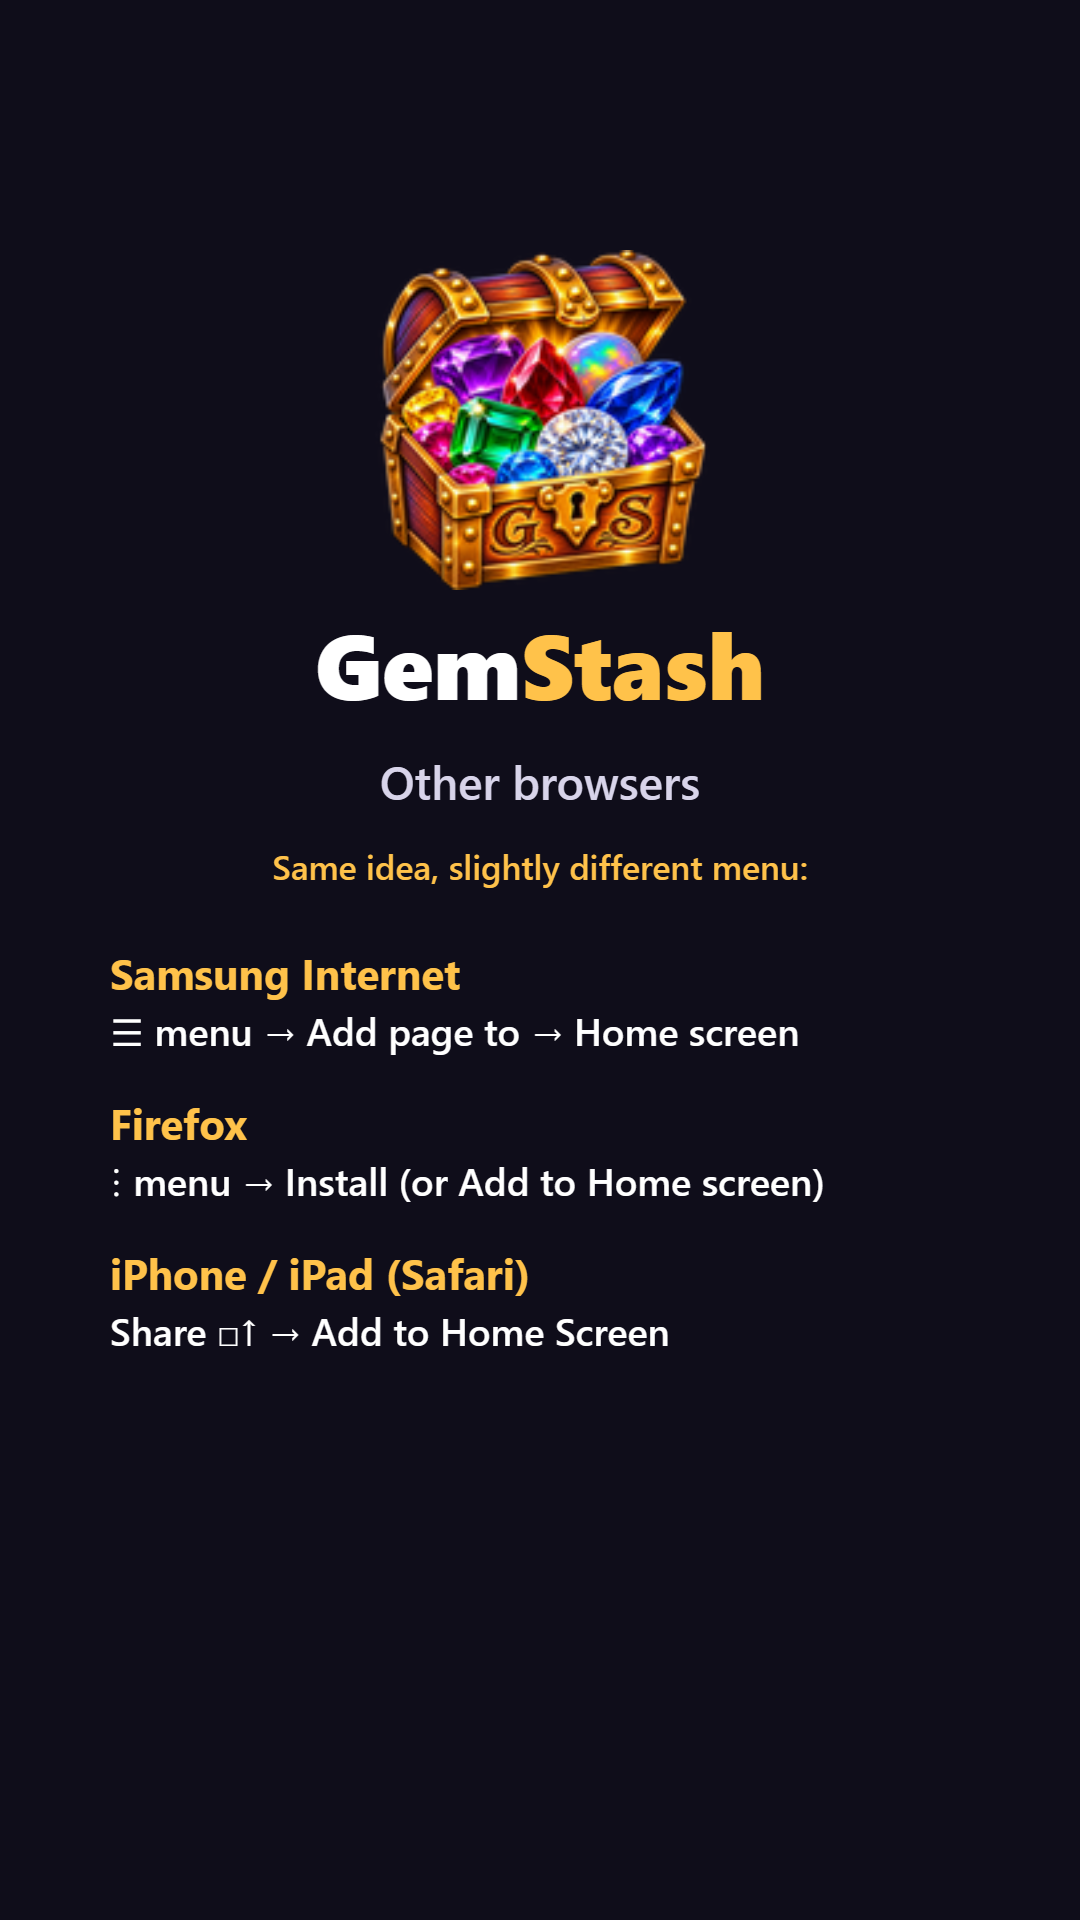 G S
GemStash
Other browsers
Same idea, slightly different menu:
Samsung Internet
☰ menu → Add page to → Home screen
Firefox
⋮ menu → Install (or Add to Home screen)
iPhone / iPad (Safari)
Share □↑ → Add to Home Screen